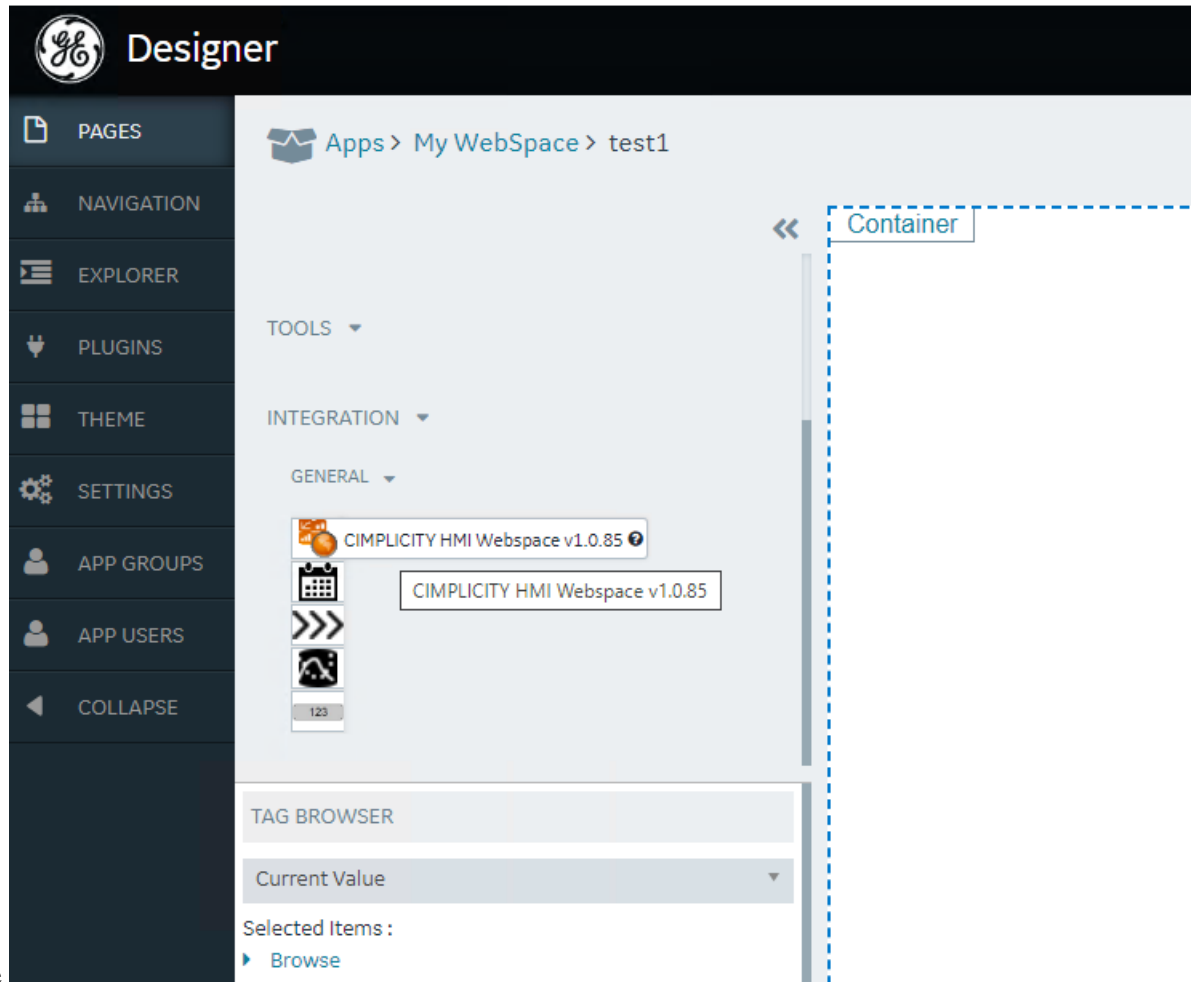 GE Designer
PAGES
NAVIGATION
EXPLORER
PLUGINS
THEME
SETTINGS
APP GROUPS
APP USERS
COLLAPSE
Apps > My WebSpace > test1
TOOLS
INTEGRATION
GENERAL
CIMPLICITY HMI Webspace v1.0.85 ?
CIMPLICITY HMI Webspace v1.0.85
>>>
123
TAG BROWSER
Current Value
Selected Items :
Browse
Container